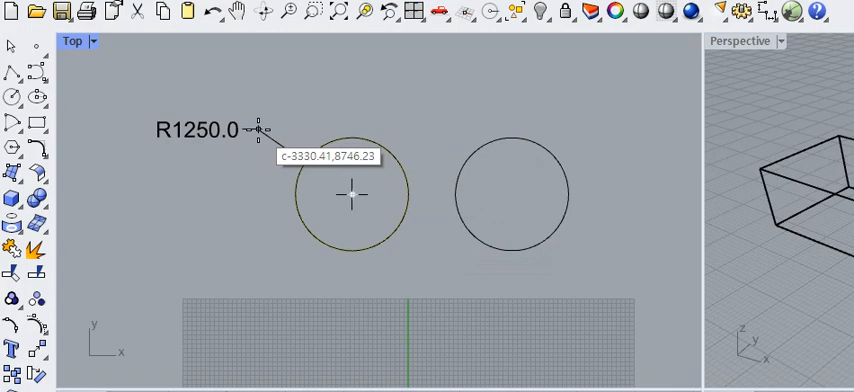 Top
Perspective
R1250.0
c-3330.41,8746.23
y
x
z
y
x